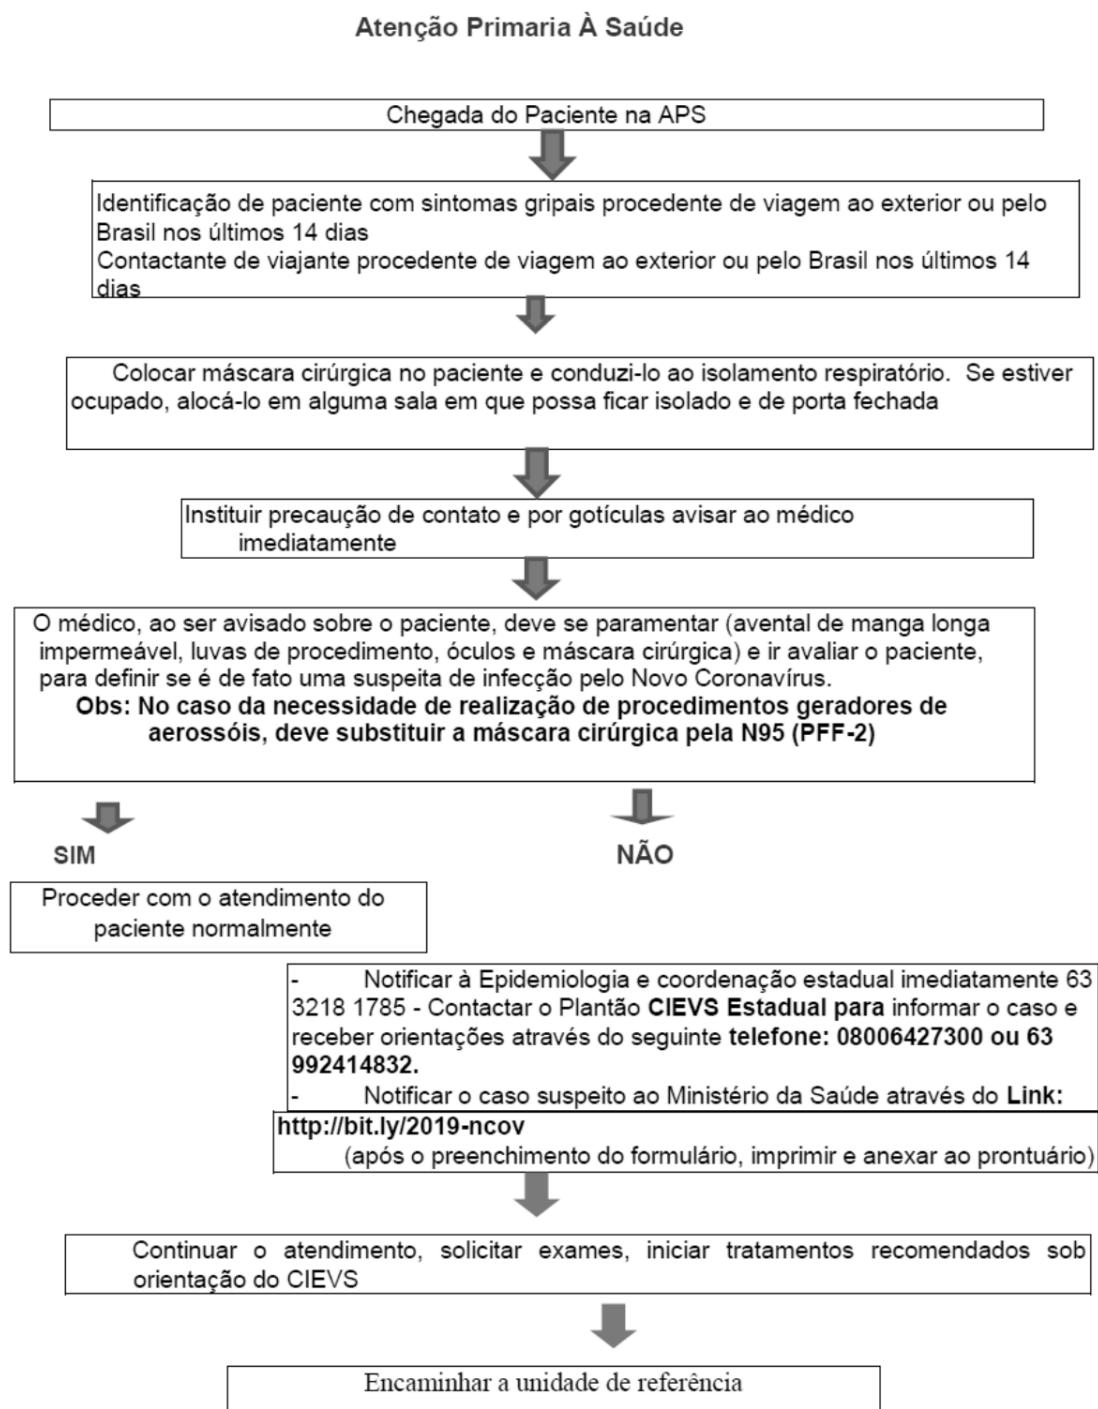 Atenção Primaria À Saúde
Chegada do Paciente na APS
Identificação de paciente com sintomas gripais procedente de viagem ao exterior ou pelo
Brasil nos últimos 14 dias
Contactante de viajante procedente de viagem ao exterior ou pelo Brasil nos últimos 14
dias
Colocar máscara cirúrgica no paciente e conduzi-lo ao isolamento respiratório. Se estiver
ocupado, alocá-lo em alguma sala em que possa ficar isolado e de porta fechada
Instituir precaução de contato e por gotículas avisar ao médico
imediatamente
O médico, ao ser avisado sobre o paciente, deve se paramentar (avental de manga longa
impermeável, luvas de procedimento, óculos e máscara cirúrgica) e ir avaliar o paciente,
para definir se é de fato uma suspeita de infecção pelo Novo Coronavírus.
Obs: No caso da necessidade de realização de procedimentos geradores de
aerossóis, deve substituir a máscara cirúrgica pela N95 (PFF-2)
SIM
NÃO
Proceder com o atendimento do
paciente normalmente
- Notificar à Epidemiologia e coordenação estadual imediatamente 63
3218 1785 - Contactar o Plantão CIEVS Estadual para informar o caso e
receber orientações através do seguinte telefone: 08006427300 ou 63
992414832.
- Notificar o caso suspeito ao Ministério da Saúde através do Link:
http://bit.ly/2019-ncov
(após o preenchimento do formulário, imprimir e anexar ao prontuário)
Continuar o atendimento, solicitar exames, iniciar tratamentos recomendados sob
orientação do CIEVS
Encaminhar a unidade de referência